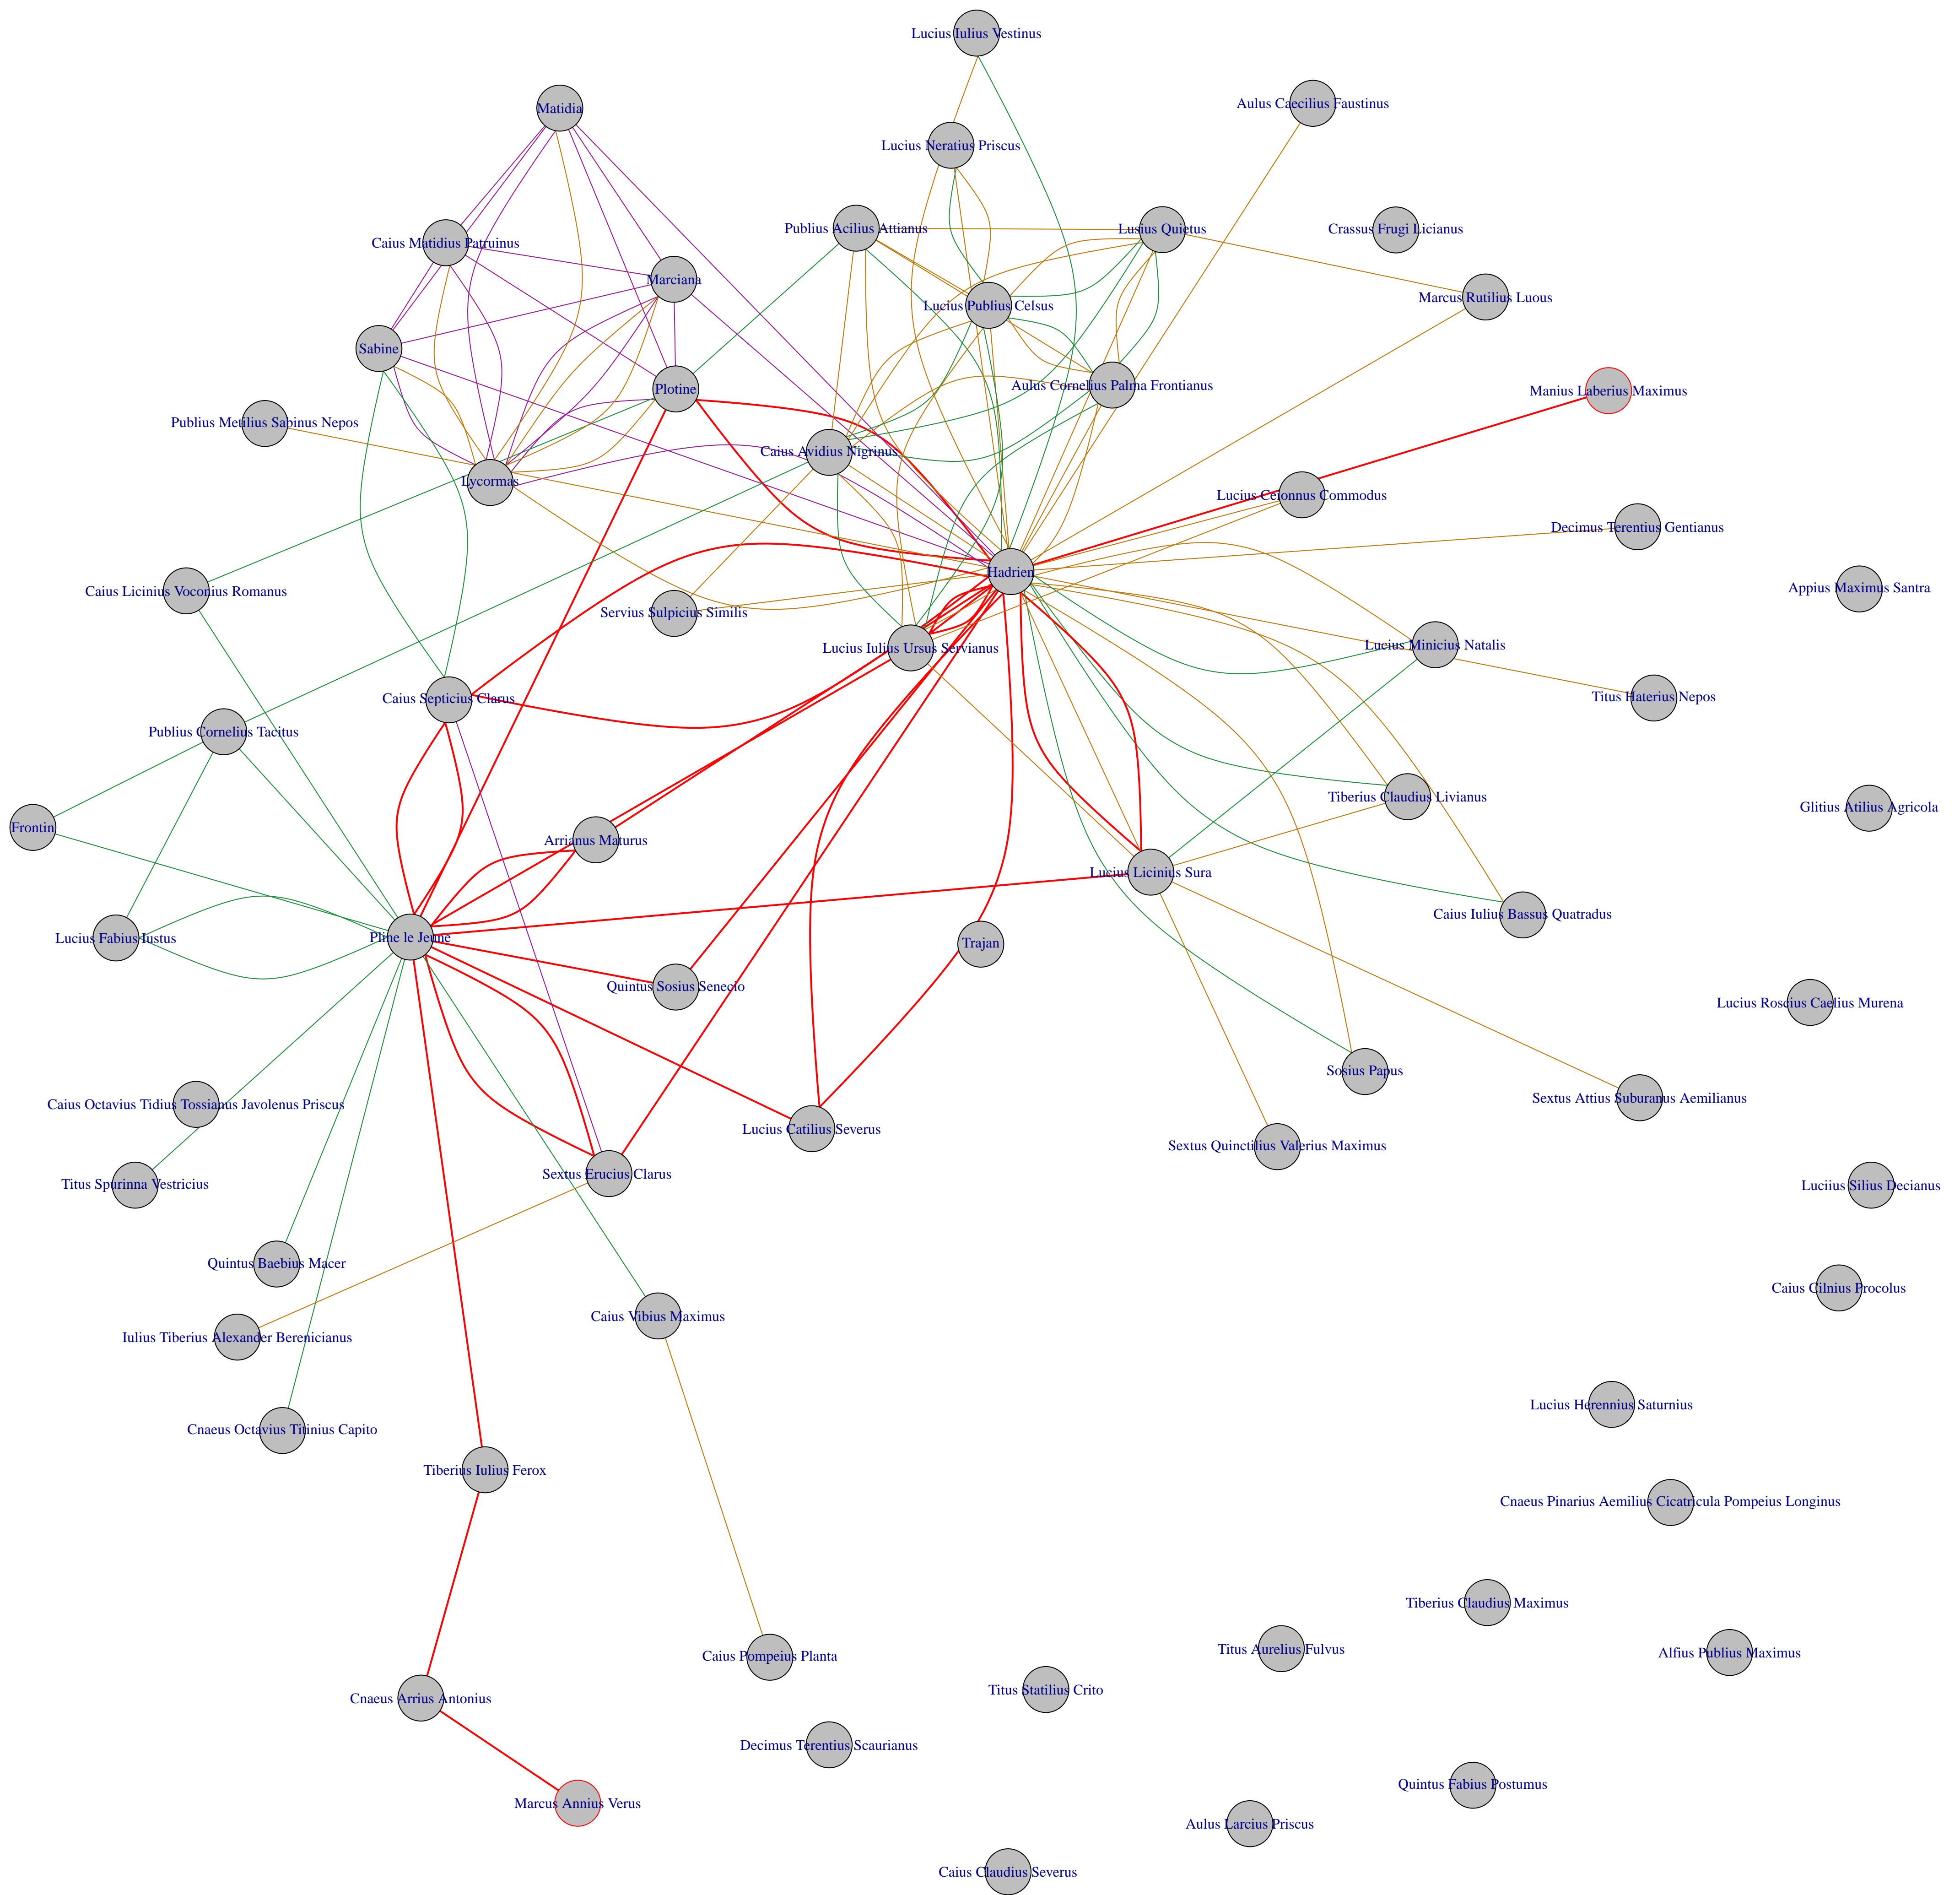 Lucius Iulius Vestinus
Matidia
Aulus Caecilius Faustinus
Lucius Neratius Priscus
Caius Matidius Patruinus
Publius Acilius Attianus
Lusius Quietus
Crassus Frugi Licianus
Marciana
Marcus Rutilius Luous
Lucius Publius Celsus
Sabine
Plotine
Aulus Cornelius Palma Frontianus
Manius Laberius Maximus
Publius Metilius Sabinus Nepos
Caius Avidius Nigrinus
Lycormas
Lucius Ceionnus Commodus
Decimus Terentius Gentianus
Hadrien
Caius Licinius Voconius Romanus
Appius Maximus Santra
Servius Sulpicius Similis
Lucius Iulius Ursus Servianus
Lucius Minicius Natalis
Caius Septicius Clarus
Titus Haterius Nepos
Publius Cornelius Tacitus
Tiberius Claudius Livianus
Glitius Atilius Agricola
Frontin
Arrianus Maturus
Lucius Licinius Sura
Caius Iulius Bassus Quatradus
Lucius Fabius Iustus
Pline le Jeune
Trajan
Quintus Sosius Senecio
Lucius Roscius Caelius Murena
Sosius Papus
Caius Octavius Tidius Tossianus Javolenus Priscus
Sextus Attius Suburanus Aemilianus
Lucius Catilius Severus
Sextus Quinctilius Valerius Maximus
Sextus Erucius Clarus
Titus Spurinna Vestricius
Luciius Silius Decianus
Quintus Baebius Macer
Caius Cilnius Procolus
Caius Vibius Maximus
Iulius Tiberius Alexander Berenicianus
Lucius Herennius Saturnius
Cnaeus Octavius Titinius Capito
Tiberius Iulius Ferox
Cnaeus Pinarius Aemilius Cicatricula Pompeius Longinus
Tiberius Claudius Maximus
Titus Aurelius Fulvus
Alfius Publius Maximus
Caius Pompeius Planta
Titus Statilius Crito
Cnaeus Arrius Antonius
Decimus Terentius Scaurianus
Quintus Fabius Postumus
Marcus Annius Verus
Aulus Larcius Priscus
Caius Claudius Severus